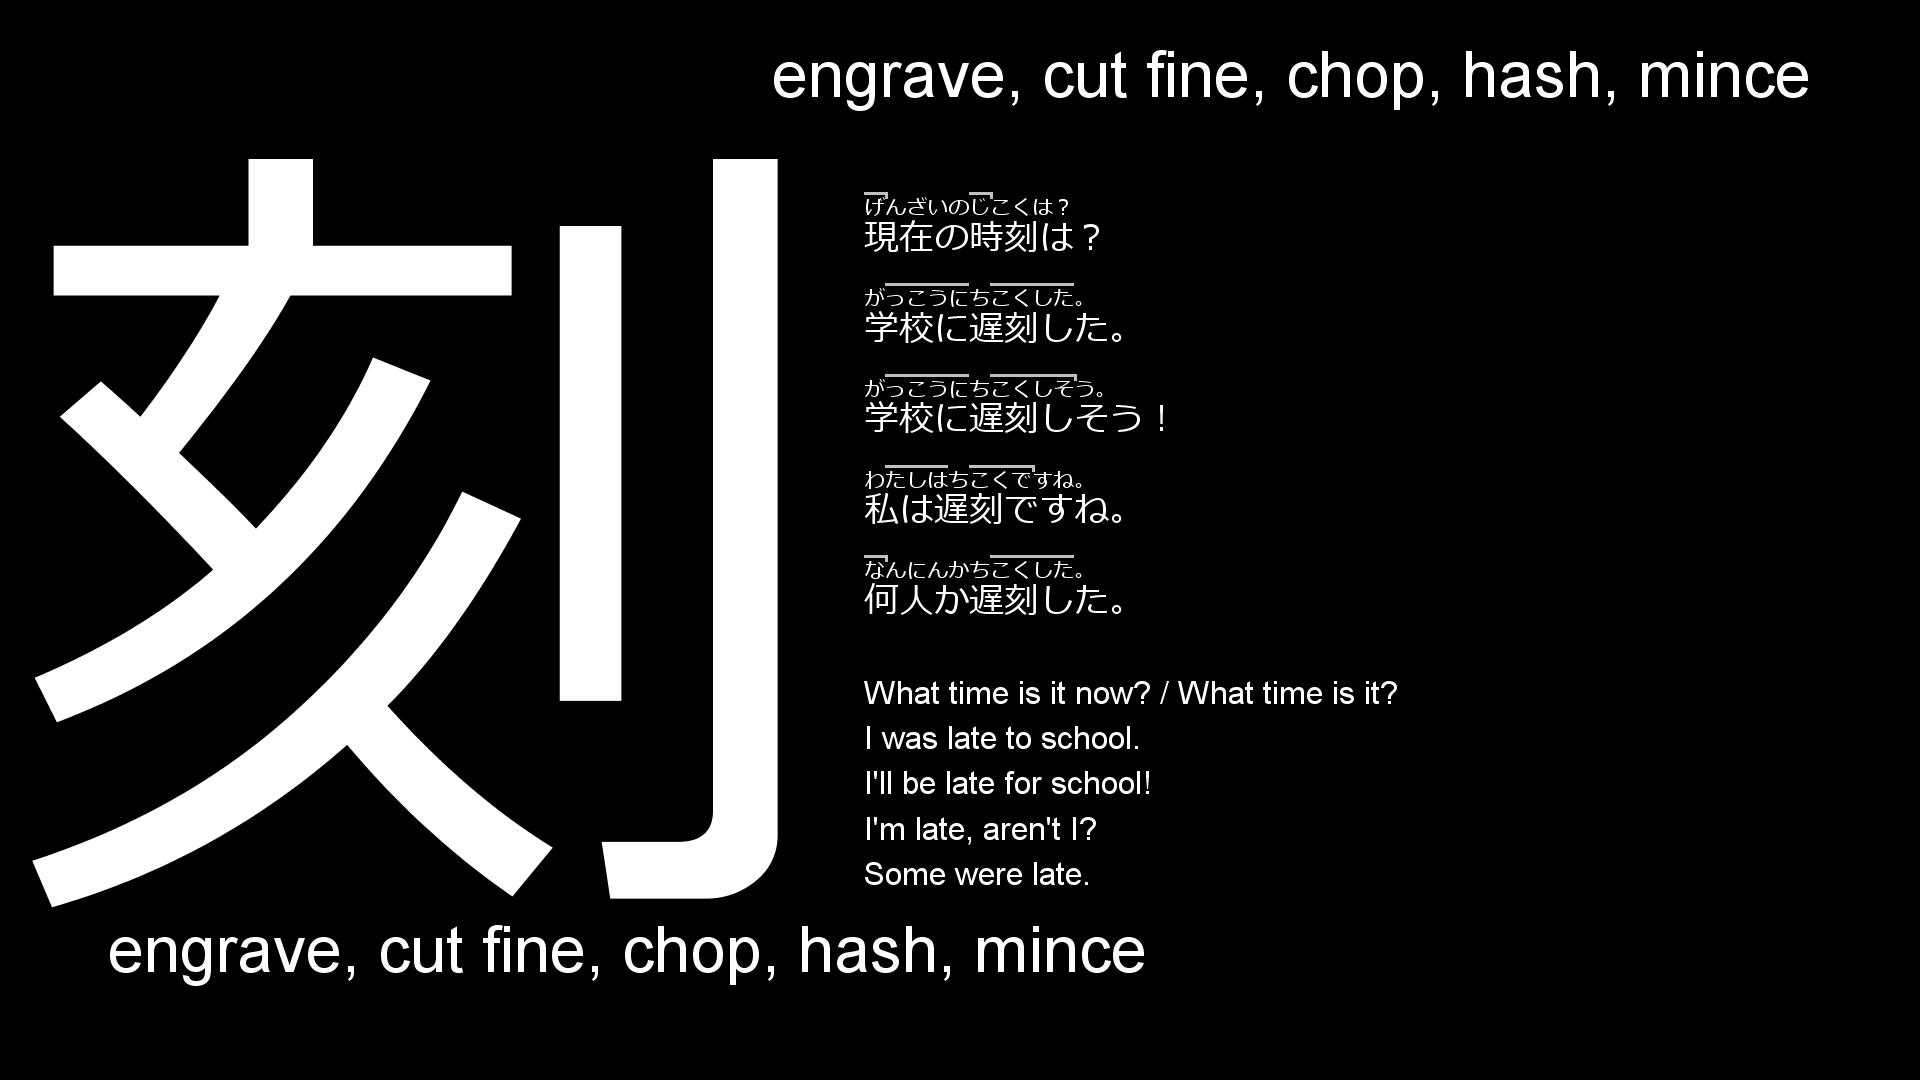 engrave, cut fine, chop, hash, mince
刻
げんざいのじこくは？
現在の時刻は？
がっこうにちこくした。
学校に遅刻した。
がっこうにちこくしそう。
学校に遅刻しそう！
わたしはちこくですね。
私は遅刻ですね。
なんにんかちこくした。
何人か遅刻した。
What time is it now? / What time is it?
I was late to school.
I'll be late for school!
I'm late, aren't I?
Some were late.
engrave, cut fine, chop, hash, mince